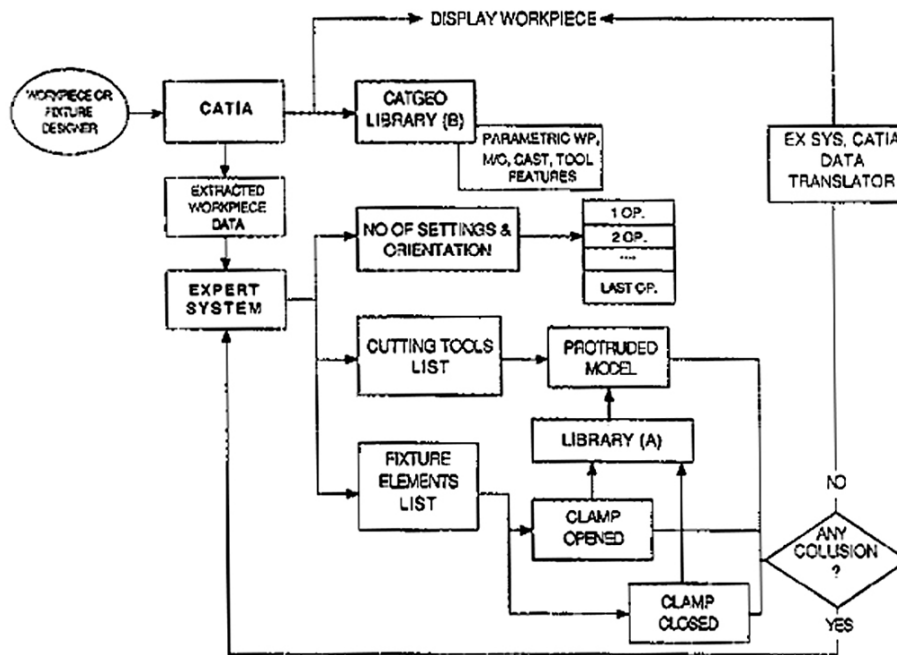 DISPLAY WORKPIECE
WORKPIECE OR
FIXTURE
DESIGNER
CATIA
CATGEO
LIBRARY (B)
PARAMETRIC WP,
M/C, CAST, TOOL
FEATURES
EX SYS, CATIA
DATA
TRANSLATOR
EXTRACTED
WORKPIECE
DATA
NO OF SETTINGS &
ORIENTATION
1 OP.
2 OP.
....
LAST OP.
EXPERT
SYSTEM
CUTTING TOOLS
LIST
PROTRUDED
MODEL
LIBRARY (A)
FIXTURE
ELEMENTS
LIST
CLAMP
OPENED
NO
ANY
COLUSION
?
CLAMP
CLOSED
YES